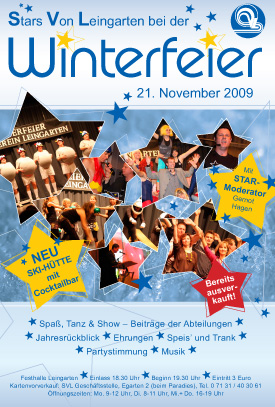 Stars Von Leingarten bei der
Winterfeier
21. November 2009
Mit
STAR-
Moderator
Gernot
Hagen
NEU
SKI-HÜTTE
mit
Cocktailbar
Bereits
ausver-
kauft!
Spaß, Tanz & Show – Beiträge der Abteilungen
Jahresrückblick Ehrungen Speis' und Trank
Partystimmung Musik
Festhalle Leingarten Einlass 18.30 Uhr Beginn 19.30 Uhr Eintritt 3 Euro
Kartenvorverkauf: SVL Geschäftsstelle, Egarten 2 (beim Paradies), Tel. 0 71 31 / 40 30 61
Öffnungszeiten: Mo. 9-12 Uhr, Di. 8-11 Uhr, Mi.+ Do. 16-19 Uhr